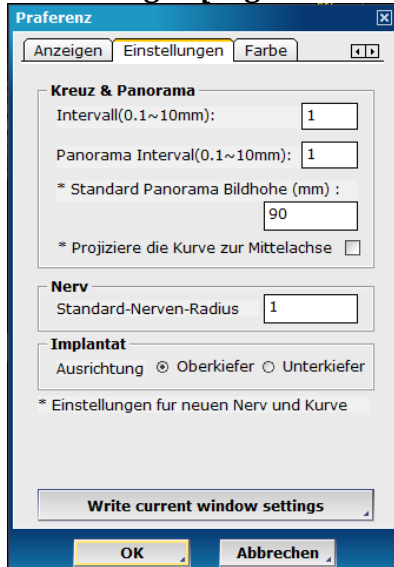 Praferenz
Anzeigen Einstellungen Farbe
Kreuz & Panorama
Intervall(0.1~10mm): 1
Panorama Interval(0.1~10mm): 1
* Standard Panorama Bildhohe (mm) :
90
* Projiziere die Kurve zur Mittelachse
Nerv
Standard-Nerven-Radius 1
Implantat
Ausrichtung Oberkiefer Unterkiefer
* Einstellungen fur neuen Nerv und Kurve
Write current window settings
OK Abbrechen